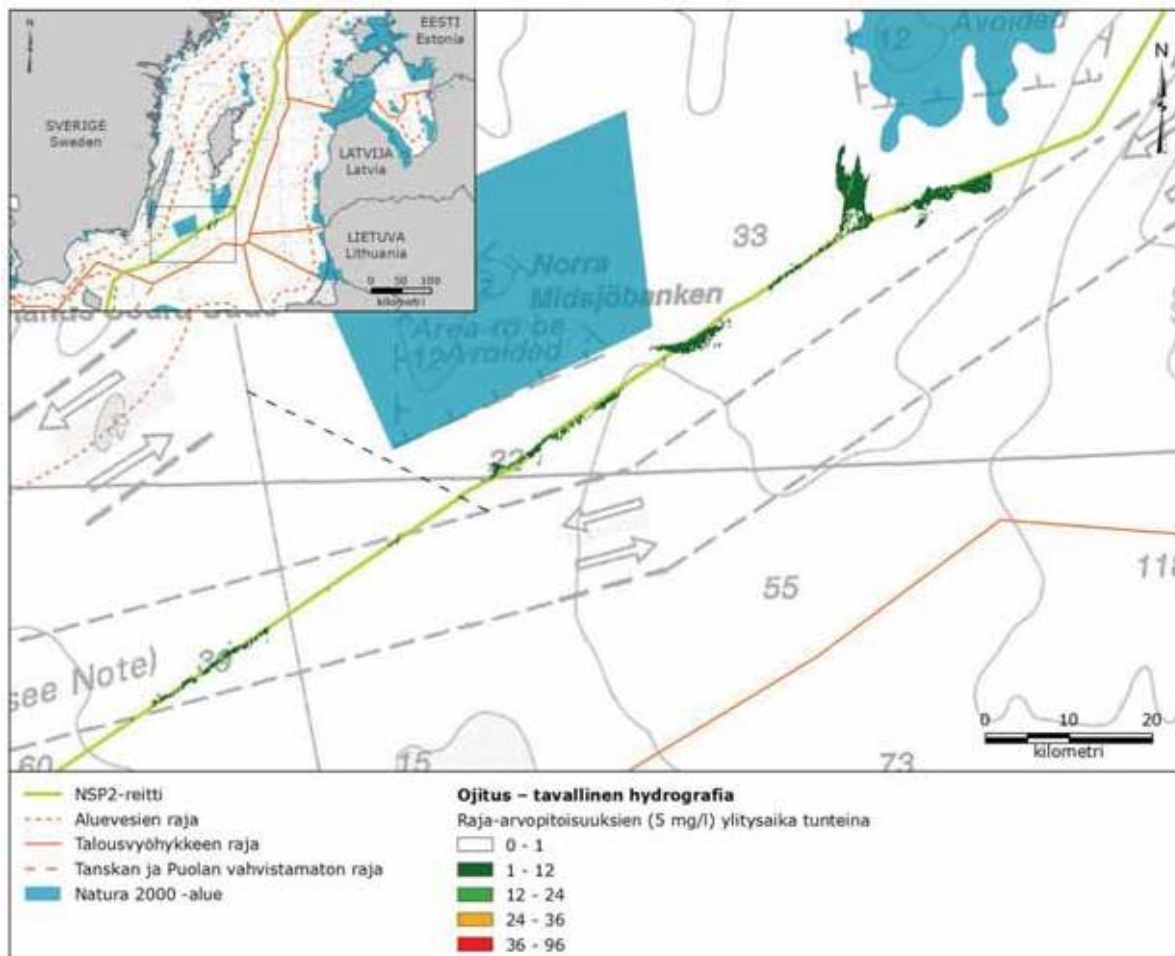 N
EESTI
Estonia
SVERIGE
Sweden
LATVIJA
Latvia
LIETUVA
Lithuania
0 50 100
kilometri
12
Avoided
N
33
Norra
Midsjöbanken
Area to be
Avoided
12
55
39
see Note)
60
15
73
118
0 10 20
kilometri
NSP2-reitti
Aluevesien raja
Talousvyöhykkeen raja
Tanskan ja Puolan vahvistamaton raja
Natura 2000 -alue
Ojitus – tavallinen hydrografia
Raja-arvopitoisuuksien (5 mg/l) ylitysaika tunteina
0 - 1
1 - 12
12 - 24
24 - 36
36 - 96